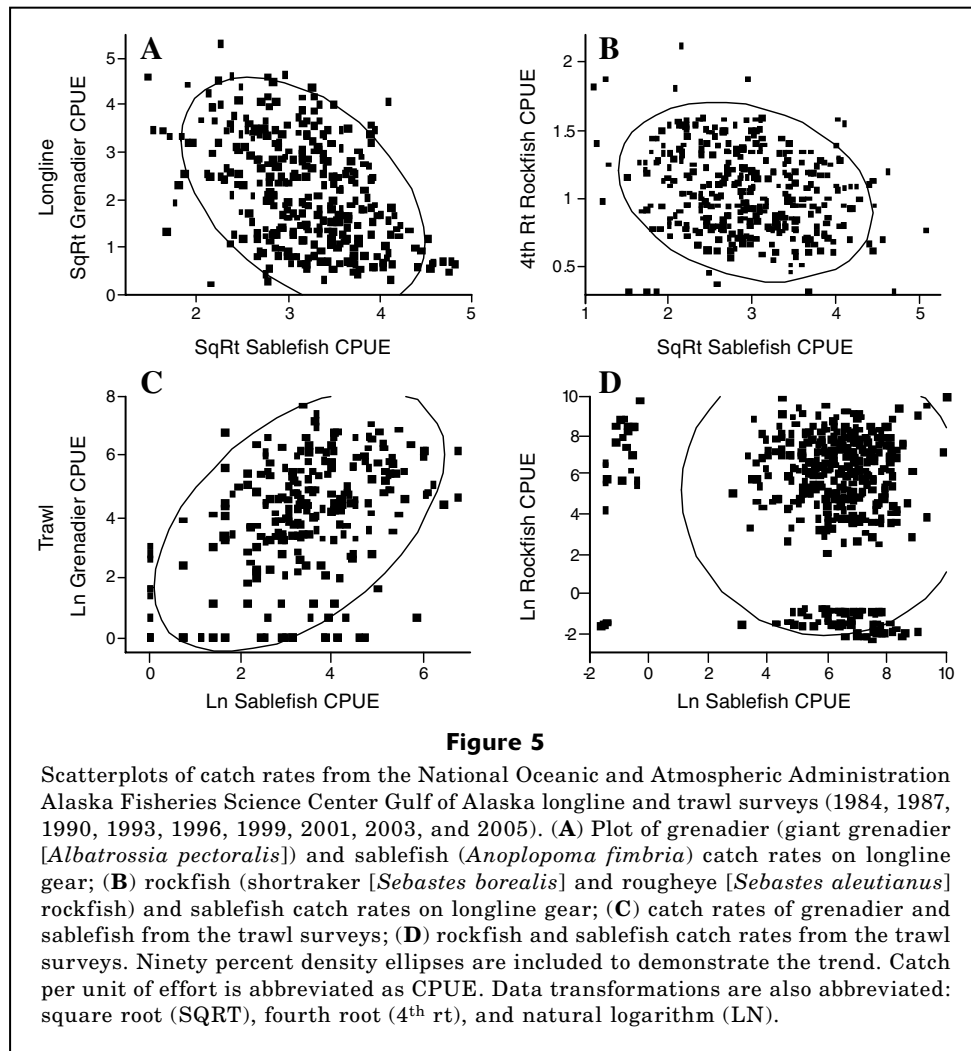 A
B
Longline
SqRt Grenadier CPUE
5
4
3
2
1
0
2
3
4
5
SqRt Sablefish CPUE
4th Rt Rockfish CPUE
2
1.5
1
0.5
1
2
3
4
5
SqRt Sablefish CPUE
C
D
Trawl
Ln Grenadier CPUE
8
6
4
2
0
0
2
4
6
Ln Sablefish CPUE
Ln Rockfish CPUE
10
8
6
4
2
0
-2
-2
0
2
4
6
8
10
Ln Sablefish CPUE
Figure 5
Scatterplots of catch rates from the National Oceanic and Atmospheric Administration
Alaska Fisheries Science Center Gulf of Alaska longline and trawl surveys (1984, 1987,
1990, 1993, 1996, 1999, 2001, 2003, and 2005). (A) Plot of grenadier (giant grenadier
[Albatrossia pectoralis]) and sablefish (Anoplopoma fimbria) catch rates on longline
gear; (B) rockfish (shortraker [Sebastes borealis] and rougheye [Sebastes aleutianus]
rockfish) and sablefish catch rates on longline gear; (C) catch rates of grenadier and
sablefish from the trawl surveys; (D) rockfish and sablefish catch rates from the trawl
surveys. Ninety percent density ellipses are included to demonstrate the trend. Catch
per unit of effort is abbreviated as CPUE. Data transformations are also abbreviated:
square root (SQRT), fourth root (4th rt), and natural logarithm (LN).